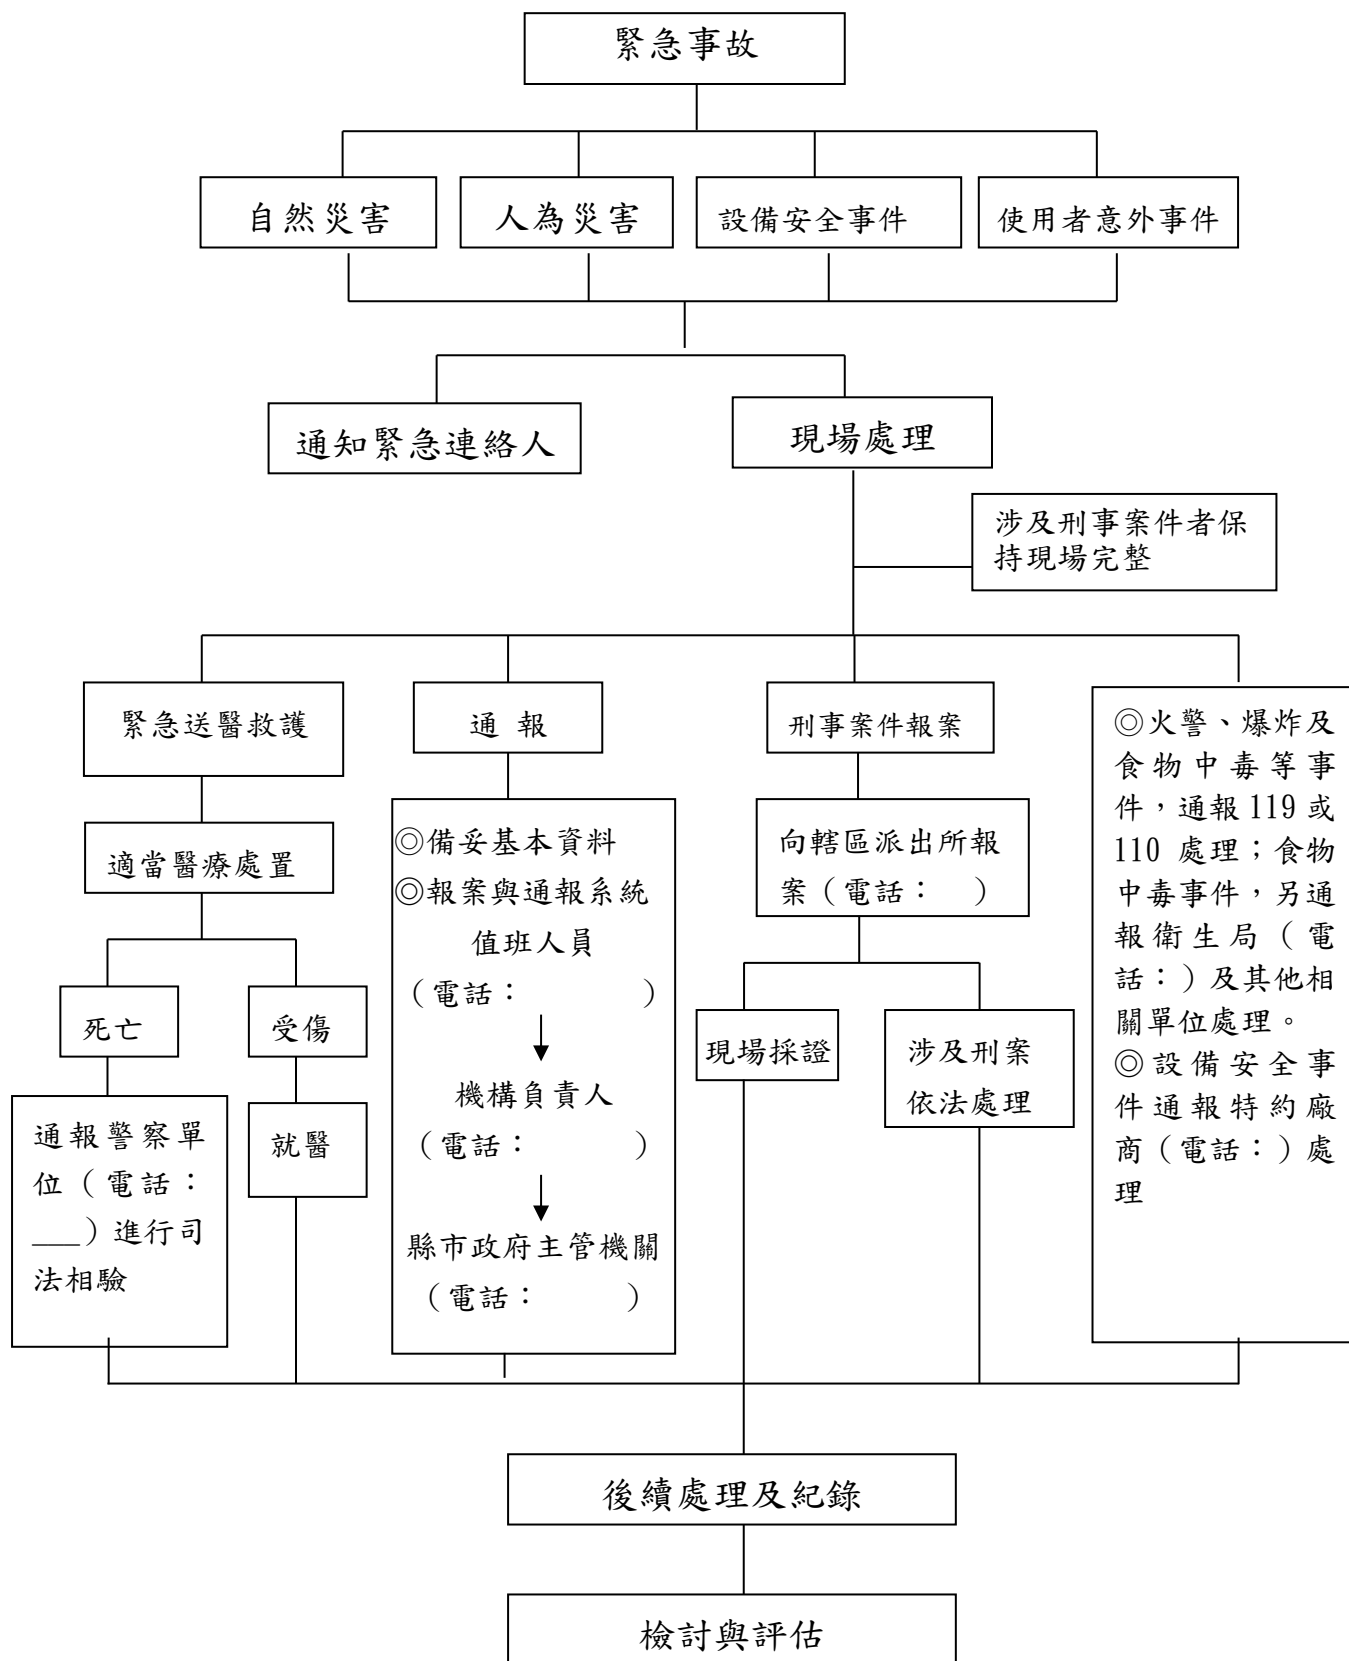 緊急事故
自然災害
人為災害
設備安全事件
使用者意外事件
通知緊急連絡人
現場處理
涉及刑事案件者保
持現場完整
緊急送醫救護
適當醫療處置
死亡
受傷
通報警察單
位（電話：
___）進行司
法相驗
就醫
通 報
◎備妥基本資料
◎報案與通報系統
值班人員
（電話：　　　）
機構負責人
（電話：　　　）
縣市政府主管機關
（電話：　　　）
刑事案件報案
向轄區派出所報
案（電話：　）
現場採證
涉及刑案
依法處理
◎火警、爆炸及
食物中毒等事
件，通報 119 或
110 處理；食物
中毒事件，另通
報衛生局（電
話：）及其他相
關單位處理。
◎設備安全事
件通報特約廠
商（電話：）處
理
後續處理及紀錄
檢討與評估